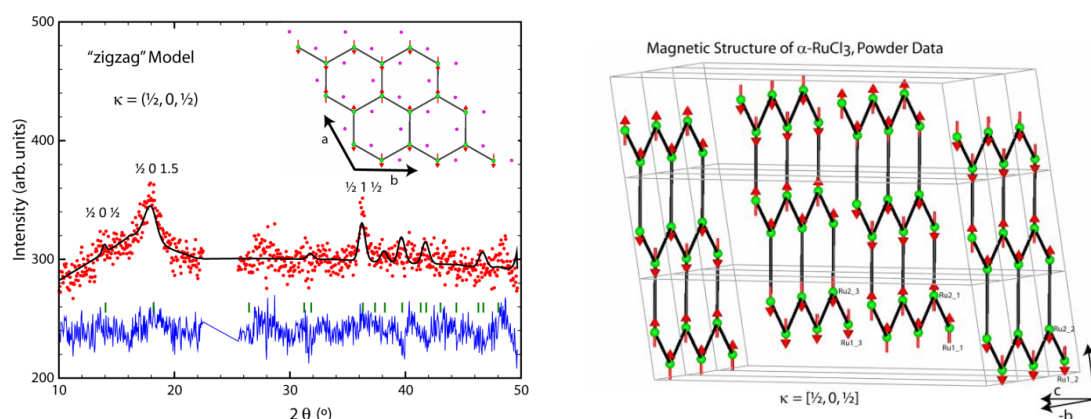 500
400
300
200
Intensity (arb.units)
"zigzag" Model
κ = (½, 0, ½)
a
b
½ 0 ½
½ 0 1.5
½ 1 ½
10
20
30
40
50
2 θ (º)
Magnetic Structure of α-RuCl3, Powder Data
Ru2_3
Ru2_1
Ru1_3
Ru1_1
Ru2_2
Ru1_2
c
-b
κ = [½, 0, ½]